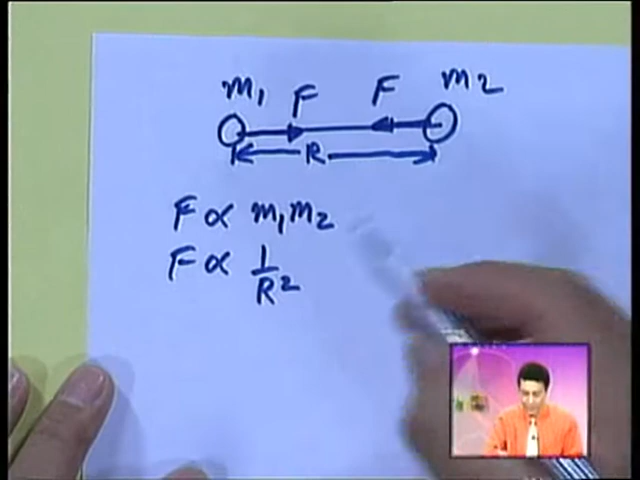 m₁ F F m₂
R
F ∝ m₁m₂
F ∝ 1/R²